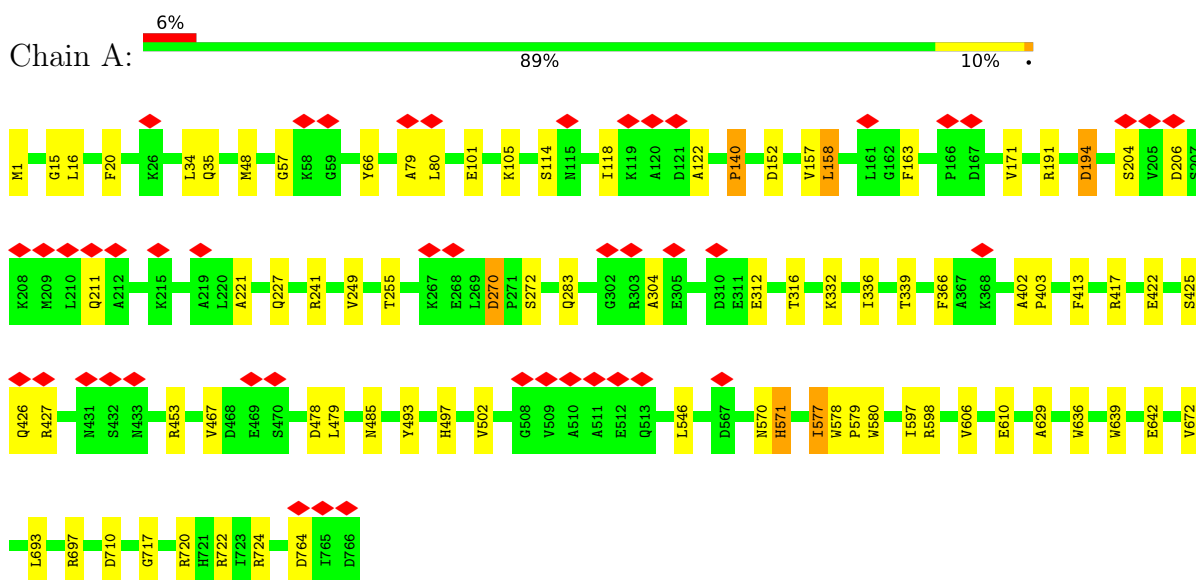 6%
Chain A:
89% 10% •
M1 G15 L16 F20 K26 L34 Q35 M48 G57 K58 G59 Y66 A79 L80 E101 K105 S114 N115 I118 K119 A120 D121 A122 P140 D152 V157 L158 L161 G162 F163 P166 D167 V171 R191 D194 S204 V205 D206 S207
K208 M209 L210 Q211 A212 K215 A219 L220 A221 Q227 R241 V249 T255 K267 E268 L269 D270 P271 S272 Q283 G302 R303 A304 E305 D310 E311 E312 T316 K332 I336 T339 F366 A367 K368 A402 P403 F413 R417 E422 S425
Q426 R427 N431 S432 N433 R453 V467 D468 E469 S470 D478 L479 N485 Y493 H497 V502 G508 V509 A510 A511 E512 Q513 L546 D567 N570 H571 I577 W578 P579 W580 I597 R598 V606 E610 A629 W636 W639 E642 V672
L693 R697 D710 G717 R720 H721 R722 I723 R724 D764 I765 D766